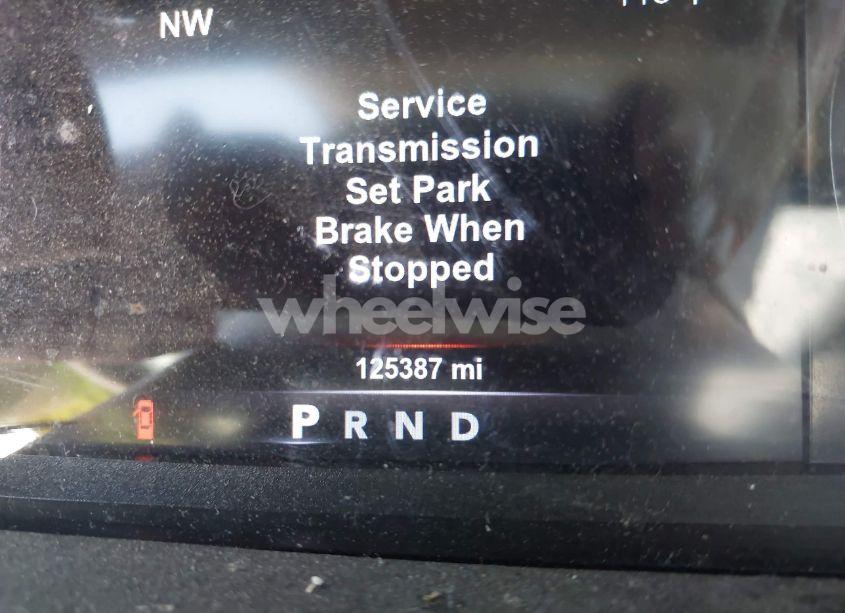 NW
Service
Transmission
Set Park
Brake When
Stopped
wheelwise
125387 mi
P R N D